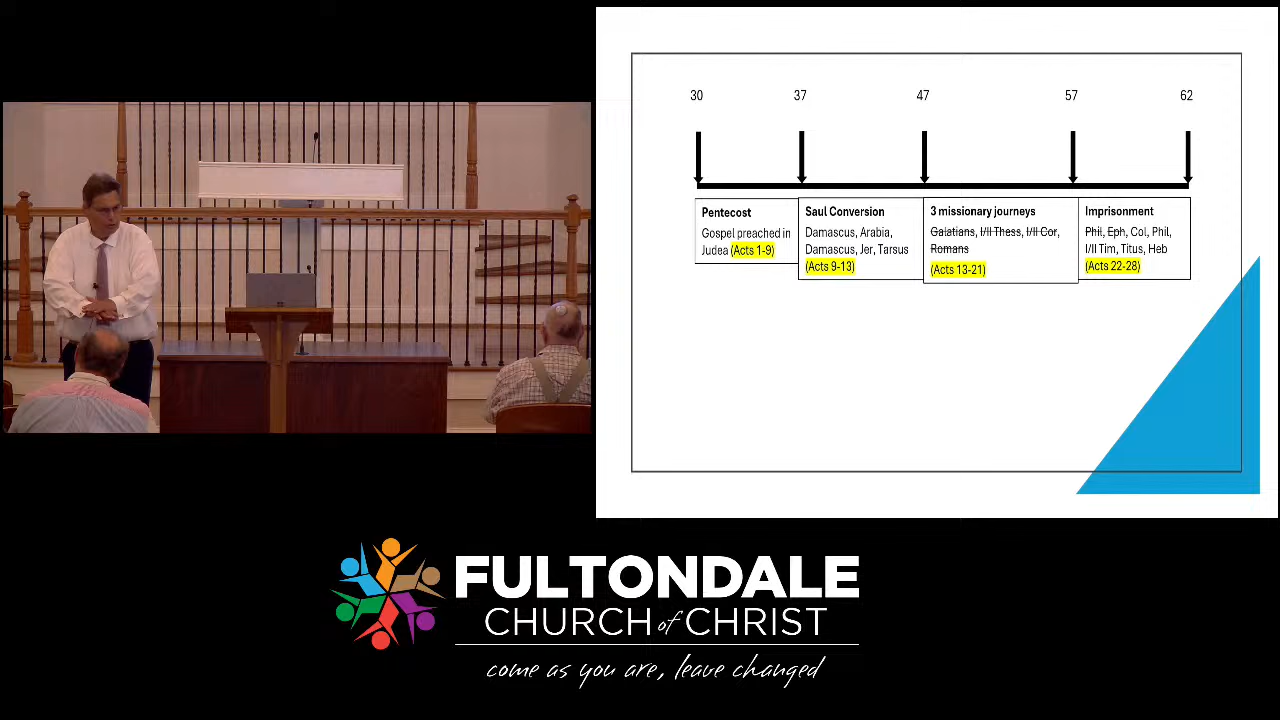 30 37 47 57 62
Pentecost
Gospel preached in
Judea (Acts 1-9)
Saul Conversion
Damascus, Arabia,
Damascus, Jer, Tarsus
(Acts 9-13)
3 missionary journeys
Galatians, I/II Thess, I/II Cor,
Romans
(Acts 13-21)
Imprisonment
Phil, Eph, Col, Phil,
I/II Tim, Titus, Heb
(Acts 22-28)
FULTONDALE
CHURCH of CHRIST
come as you are, leave changed